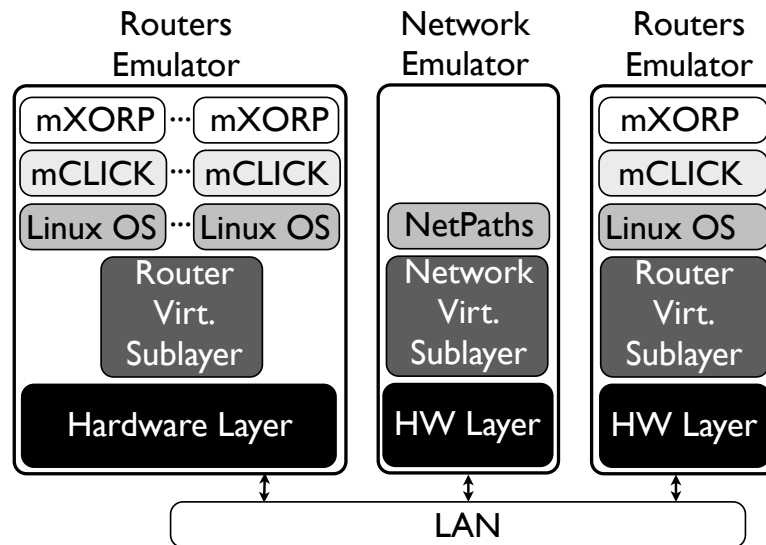 Routers
Emulator
Network
Emulator
Routers
Emulator
mXORP ... mXORP
mCLICK ... mCLICK
Linux OS ... Linux OS
Router
Virt.
Sublayer
Hardware Layer
NetPaths
Network
Virt.
Sublayer
HW Layer
mXORP
mCLICK
Linux OS
Router
Virt.
Sublayer
HW Layer
LAN